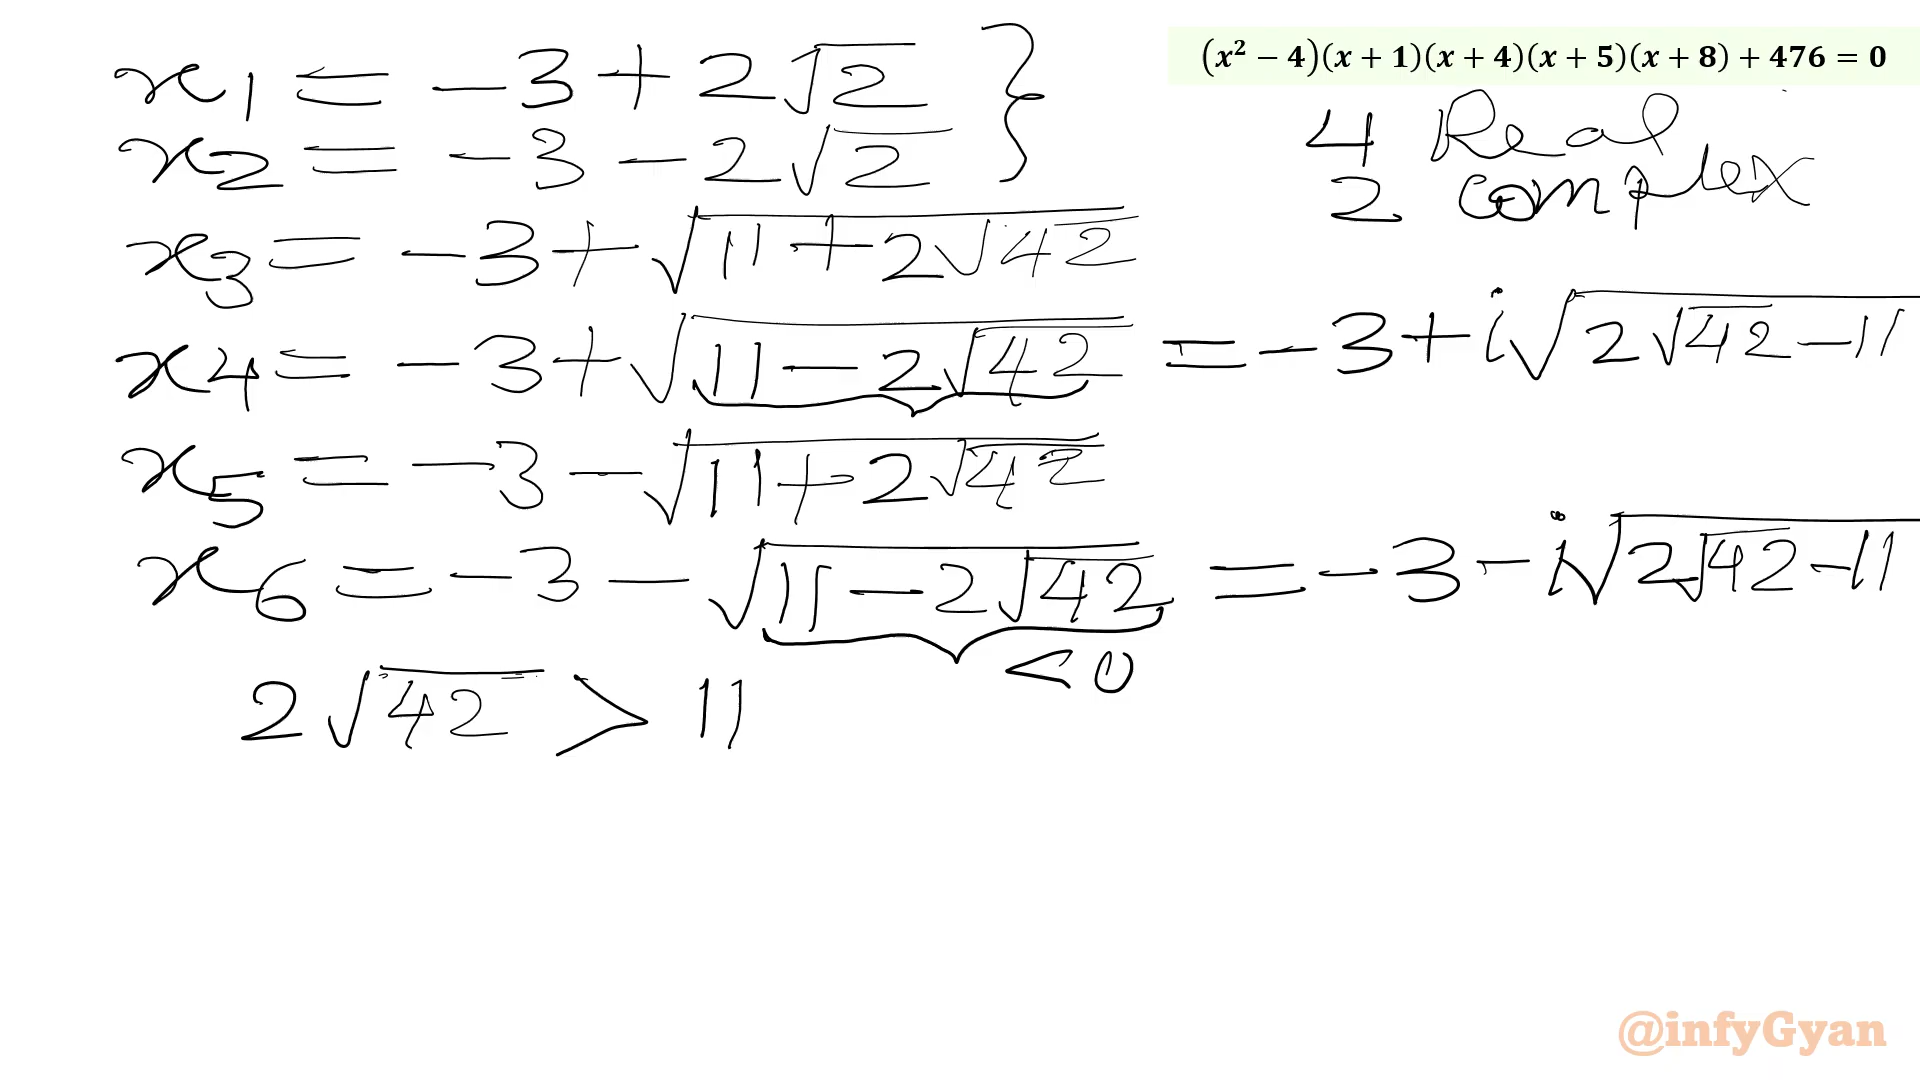 (x² − 4)(x + 1)(x + 4)(x + 5)(x + 8) + 476 = 0
4 Real
2 complex
x₁ = −3 + 2√2 }
x₂ = −3 − 2√2
x₃ = −3 + √(11 + 2√42)
x₄ = −3 + √(11 − 2√42) = −3 + i√(2√42 − 11)
x₅ = −3 − √(11 + 2√42)
x₆ = −3 − √(11 − 2√42) = −3 − i√(2√42 − 11)
< 0
2√42 > 11
@infyGyan